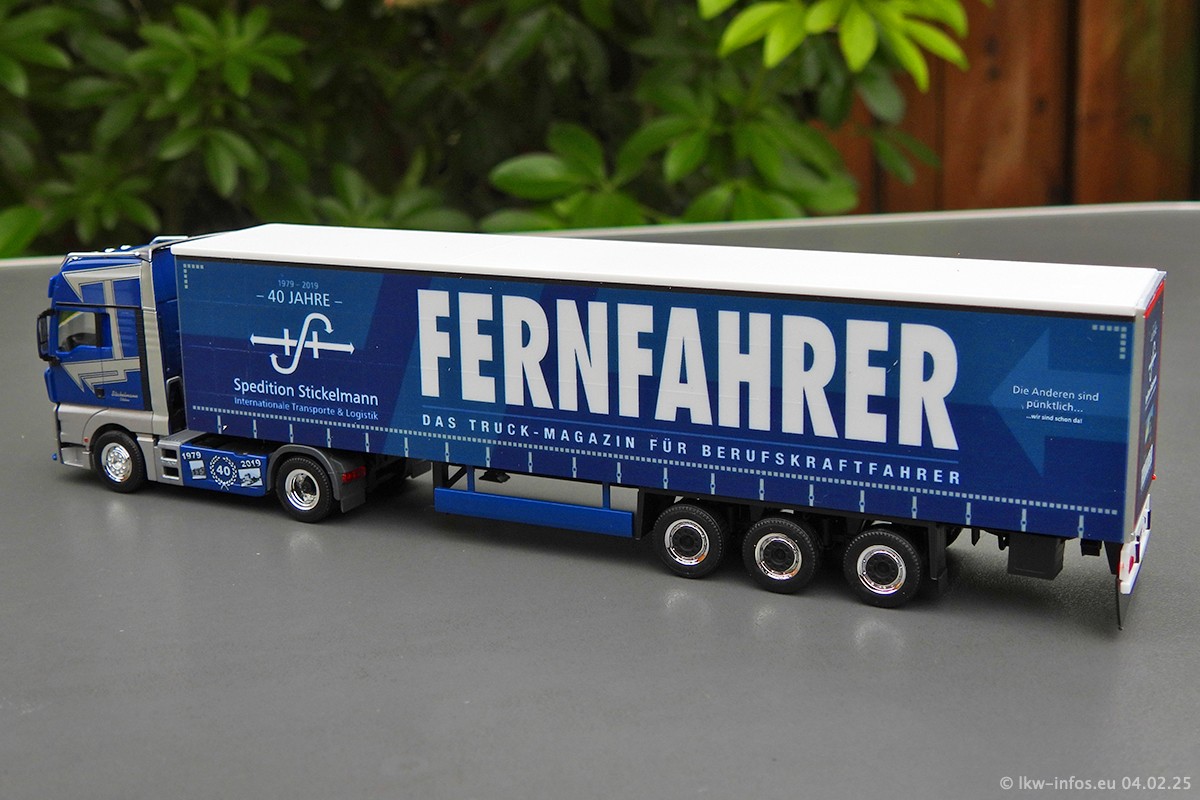 1979 - 2019
- 40 JAHRE -
Spedition Stickelmann
Internationale Transporte & Logistik
FERNFAHRER
DAS TRUCK-MAGAZIN FÜR BERUFSKRAFTFAHRER
Die Anderen sind
pünktlich...
...wir sind schon da!
Stickelmann
1979
40
2019
© lkw-infos.eu 04.02.25